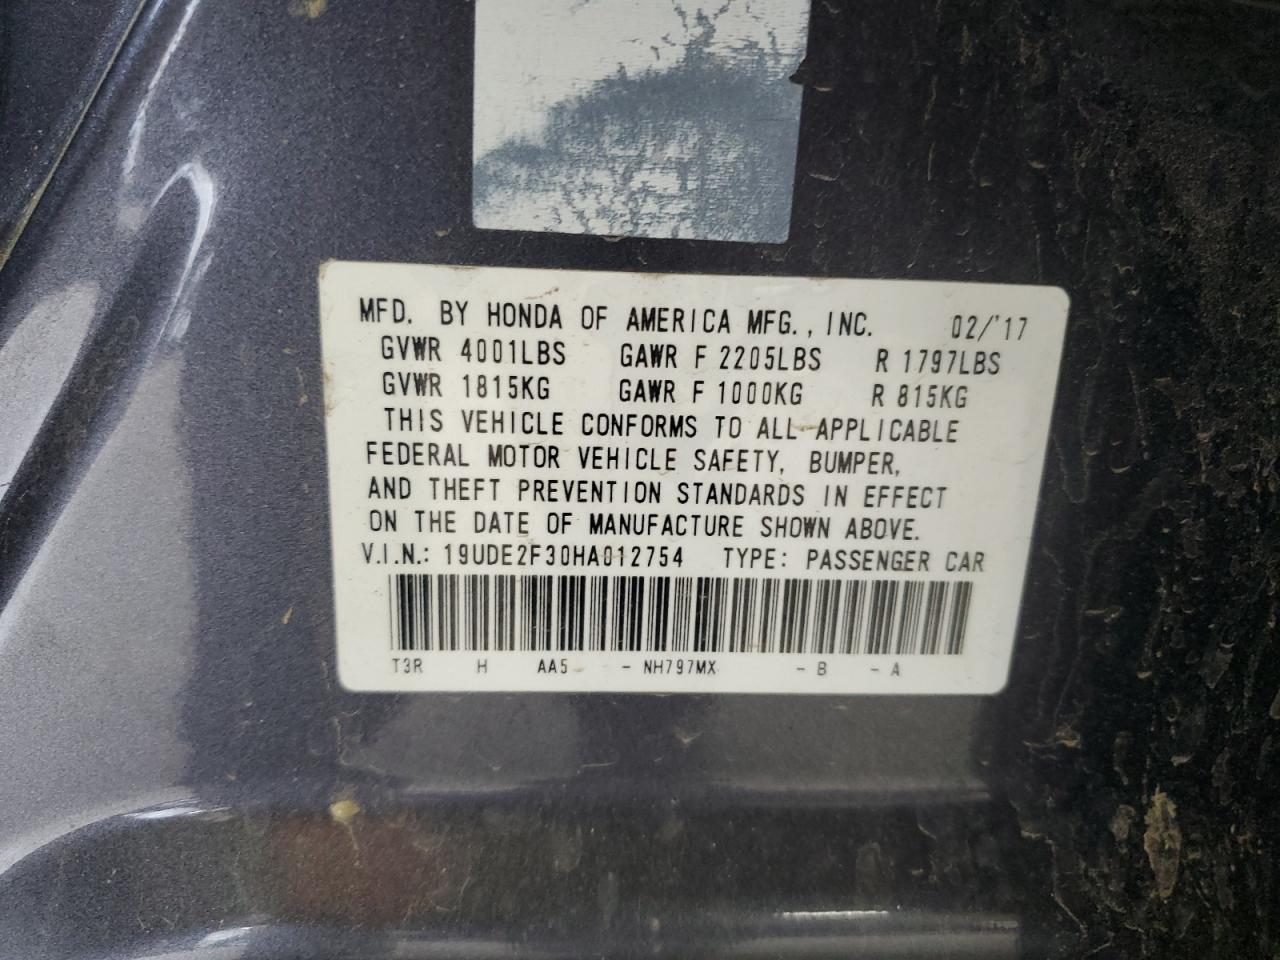 MFD. BY HONDA OF AMERICA MFG., INC. 02/'17
GVWR 4001LBS GAWR F 2205LBS R 1797LBS
GVWR 1815KG GAWR F 1000KG R 815KG
THIS VEHICLE CONFORMS TO ALL APPLICABLE
FEDERAL MOTOR VEHICLE SAFETY, BUMPER,
AND THEFT PREVENTION STANDARDS IN EFFECT
ON THE DATE OF MANUFACTURE SHOWN ABOVE.
V.I.N.: 19UDE2F30HA012754 TYPE: PASSENGER CAR
T3R H AA5 - NH797MX - B - A